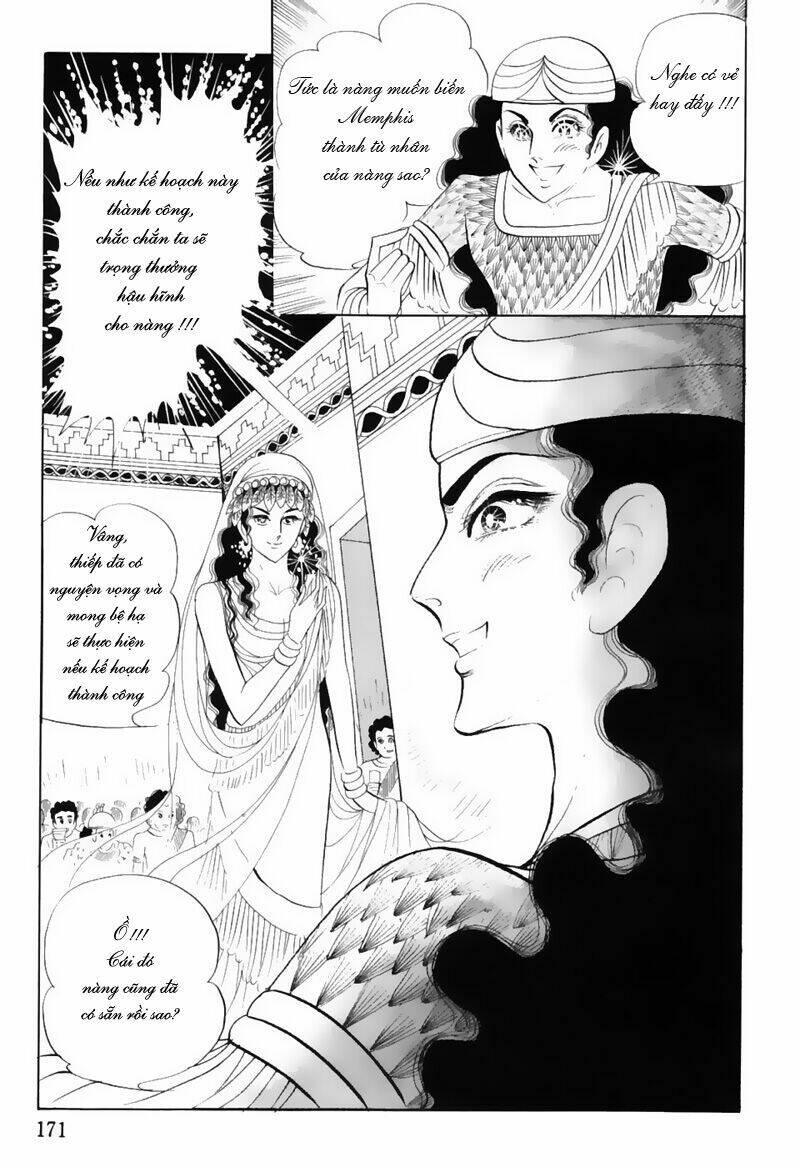 Nghe có vẻ
hay đấy !!!
Tức là nàng muốn biến
Memphis
thành tù nhân
của nàng sao?
Nếu như kế hoạch này
thành công,
chắc chắn ta sẽ
trọng thưởng
hậu hĩnh
cho nàng !!!
Vâng,
thiếp đã có
nguyện vọng và
mong bệ hạ
sẽ thực hiện
nếu kế hoạch
thành công
Ồ !!!
Cái đó
nàng cũng đã
có sẵn rồi sao?
171